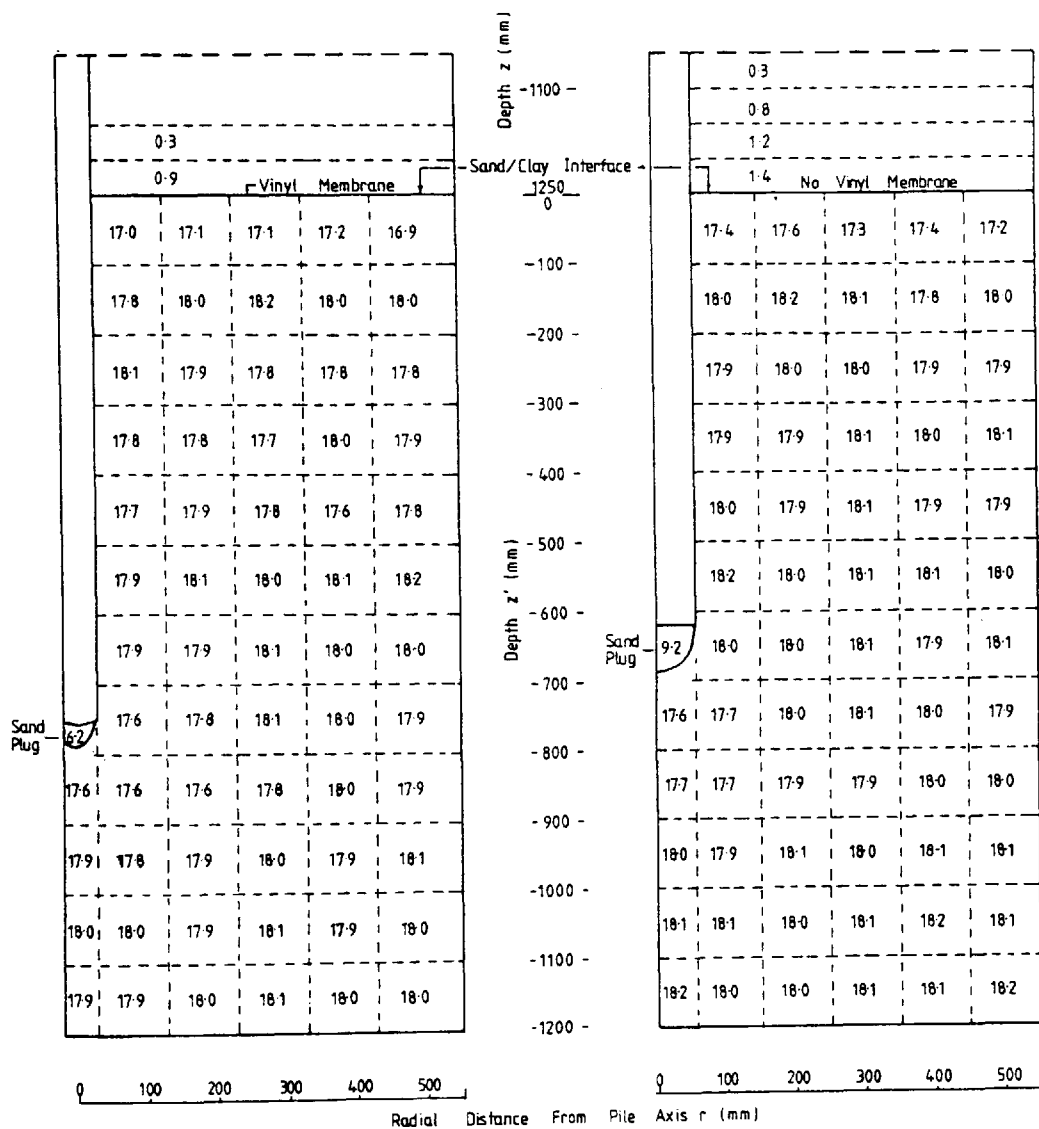 Depth z (mm)
-1100 -
0·3
0·9
Vinyl Membrane
Sand/Clay Interface
1250
0
0·3
0·8
1·2
1·4
No Vinyl Membrane
17·0 17·1 17·1 17·2 16·9
17·8 18·0 18·2 18·0 18·0
18·1 17·9 17·8 17·8 17·8
17·8 17·8 17·7 18·0 17·9
17·7 17·9 17·8 17·6 17·8
17·9 18·1 18·0 18·1 18·2
17·9 17·9 18·1 18·0 18·0
17·6 17·8 18·1 18·0 17·9
Sand
Plug
6·2
17·6 17·6 17·6 17·8 18·0 17·9
17·9 17·8 17·9 18·0 17·9 18·1
18·0 18·0 17·9 18·1 17·9 18·0
17·9 17·9 18·0 18·1 18·0 18·0
-100 -
-200 -
-300 -
-400 -
-500 -
-600 -
-700 -
-800 -
-900 -
-1000 -
-1100 -
-1200 -
Depth z' (mm)
17·4 17·6 17·3 17·4 17·2
18·0 18·2 18·1 17·8 18·0
17·9 18·0 18·0 17·9 17·9
17·9 17·9 18·1 18·0 18·1
18·0 17·9 18·1 17·9 17·9
18·2 18·0 18·1 18·1 18·0
Sand
Plug
9·2 18·0 18·0 18·1 17·9 18·1
17·6 17·7 18·0 18·1 18·0 17·9
17·7 17·7 17·9 17·9 18·0 18·0
18·0 17·9 18·1 18·0 18·1 18·1
18·1 18·1 18·0 18·1 18·2 18·1
18·2 18·0 18·0 18·1 18·1 18·2
0 100 200 300 400 500
0 100 200 300 400 500
Radial Distance From Pile Axis r (mm)